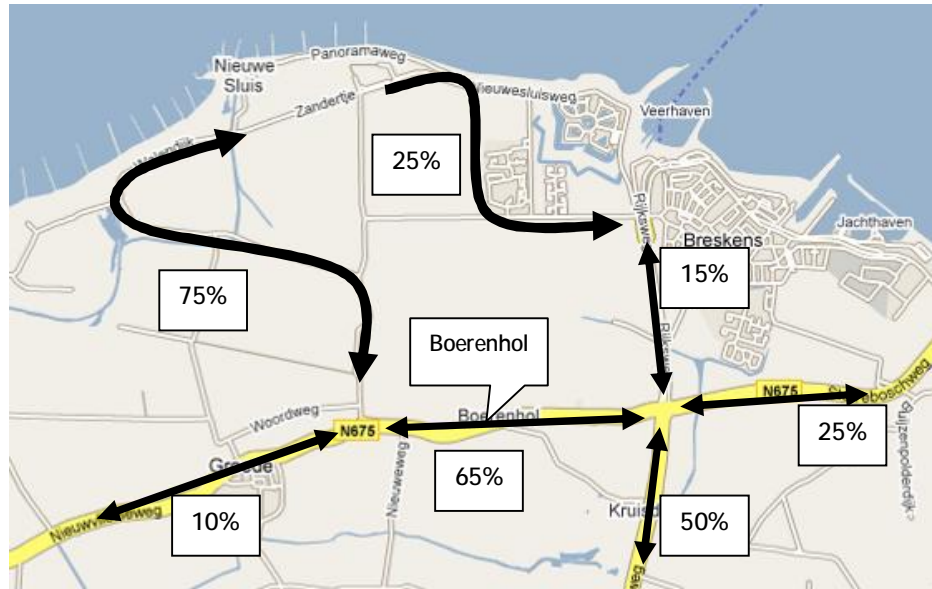 Panoramaweg
Nieuwe
Sluis
Zandertje
Nieuwesluisweg
Veerhaven
25%
Jachthaven
Breskens
75%
15%
Boerenhol
Woordweg
Boerenhol
N675
N675
65%
25%
Nieuweweg
10%
50%